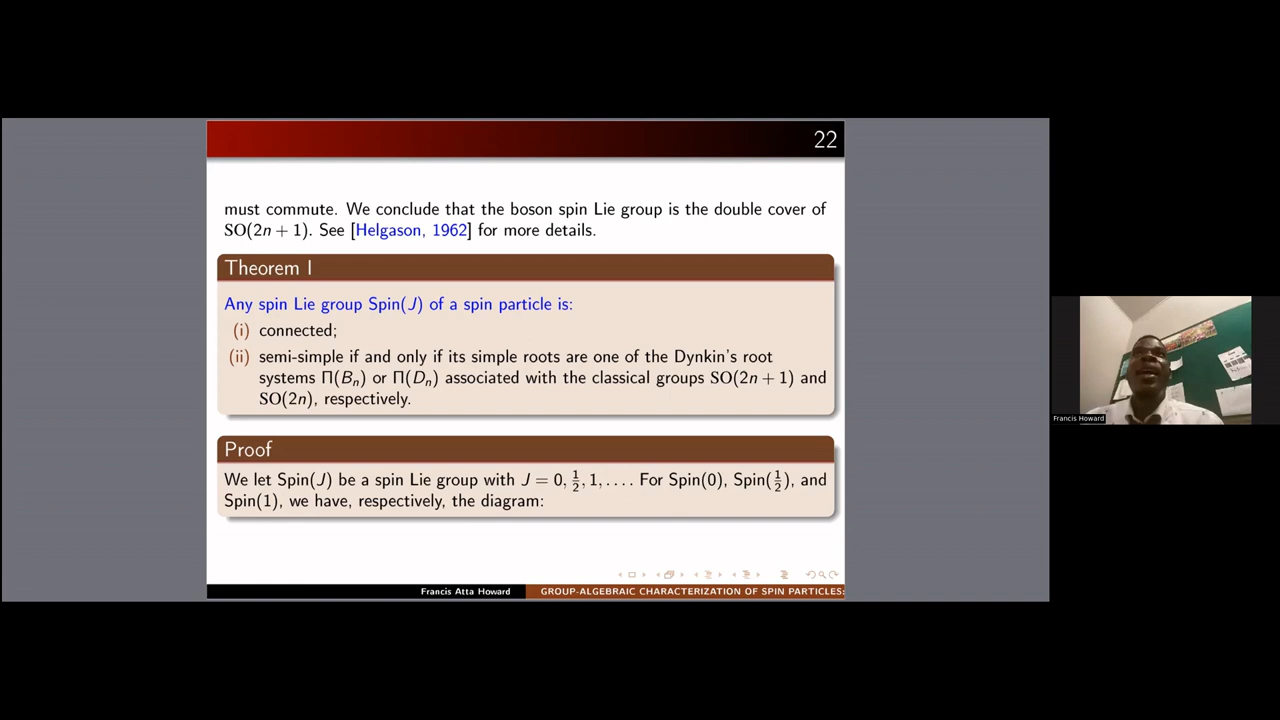 22
must commute. We conclude that the boson spin Lie group is the double cover of
SO(2n + 1). See [Helgason, 1962] for more details.
Theorem I
Any spin Lie group Spin(J) of a spin particle is:
(i) connected;
(ii) semi-simple if and only if its simple roots are one of the Dynkin's root
systems Π(Bₙ) or Π(Dₙ) associated with the classical groups SO(2n + 1) and
SO(2n), respectively.
Proof
We let Spin(J) be a spin Lie group with J = 0, ½, 1, . . . . For Spin(0), Spin(½), and
Spin(1), we have, respectively, the diagram:
Francis Atta Howard
GROUP-ALGEBRAIC CHARACTERIZATION OF SPIN PARTICLES:
Francis Howard